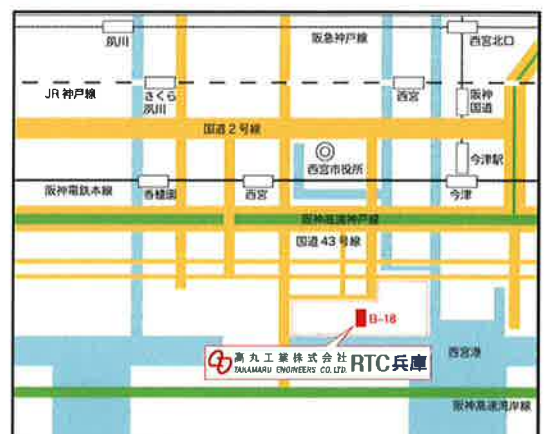 夙川
阪急神戸線
西宮北口
JR神戸線
さくら
夙川
西宮
阪神
国道
国道2号線
西宮市役所
今津駅
阪神電鉄本線
香櫨園
西宮
今津
阪神高速神戸線
国道43号線
B-18
高丸工業株式会社
TAKAMARU ENGINEERS CO.LTD.
RTC兵庫
西宮港
阪神高速湾岸線